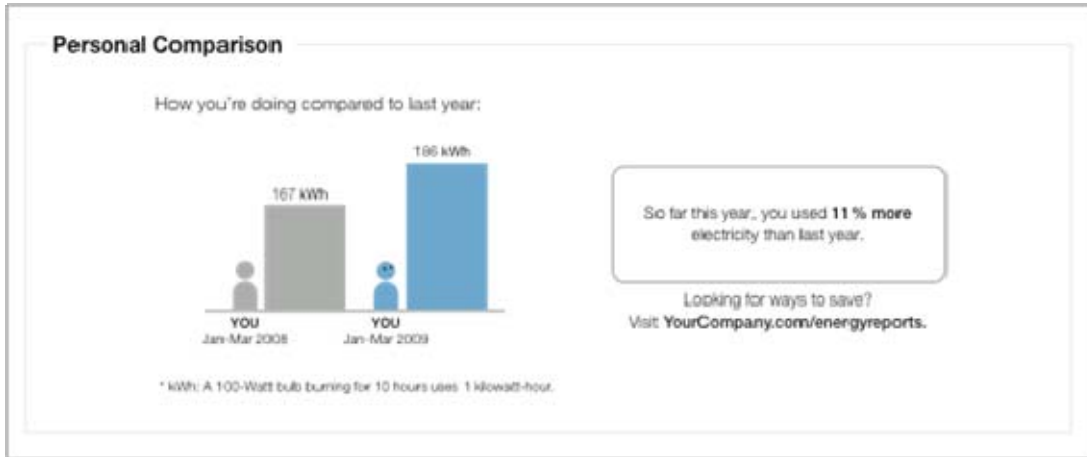 Personal Comparison
How you're doing compared to last year:
186 kWh
167 kWh
So far this year, you used 11% more
electricity than last year.
Looking for ways to save?
Visit YourCompany.com/energyreports.
YOU
Jan-Mar 2008
YOU
Jan-Mar 2009
* kWh: A 100-Watt bulb burning for 10 hours uses 1 kilowatt-hour.